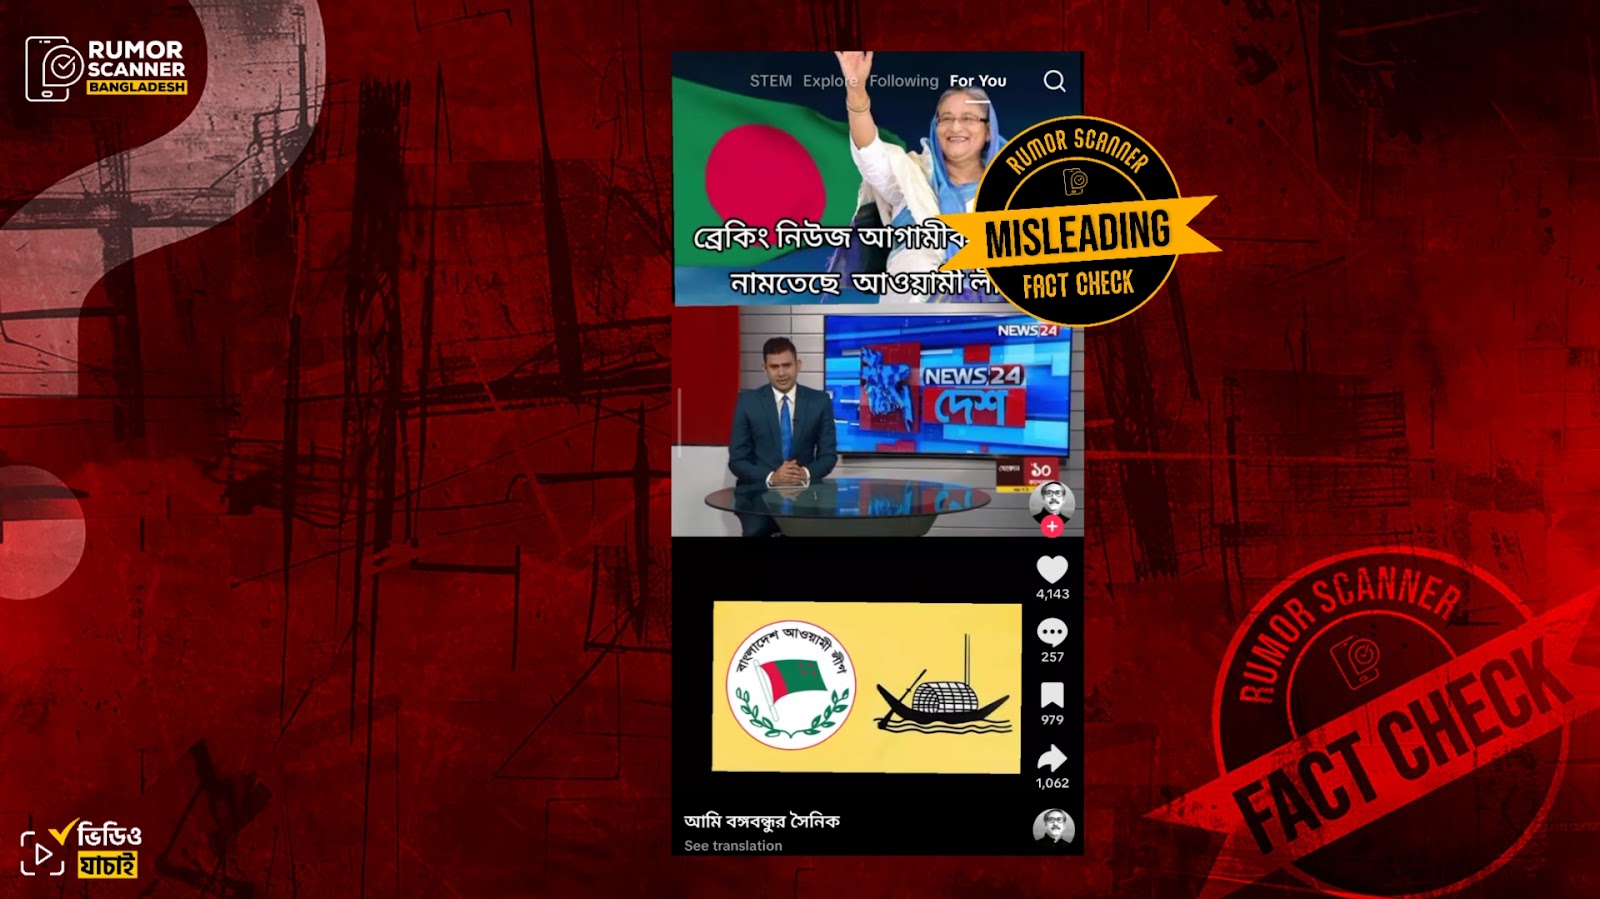 RUMOR
SCANNER
BANGLADESH
STEM Explore Following For You
ব্রেকিং নিউজ
নামতেছে আওয়ামী
RUMOR SCANNER
MISLEADING
FACT CHECK
NEWS24
NEWS24
দেশ
১০
4,143
257
979
1,062
বাংলাদেশ আওয়ামী লীগ
আমি বঙ্গবন্ধুর সৈনিক
See translation
ভিডিও
যাচাই
RUMOR SCANNER
FACT CHECK